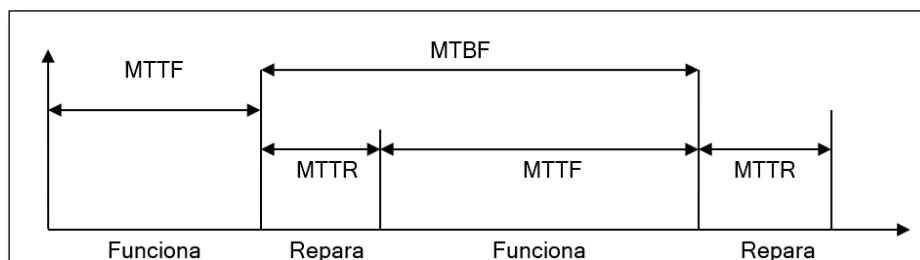 MTBF
MTTF
MTTR
MTTF
MTTR
Funciona
Repara
Funciona
Repara